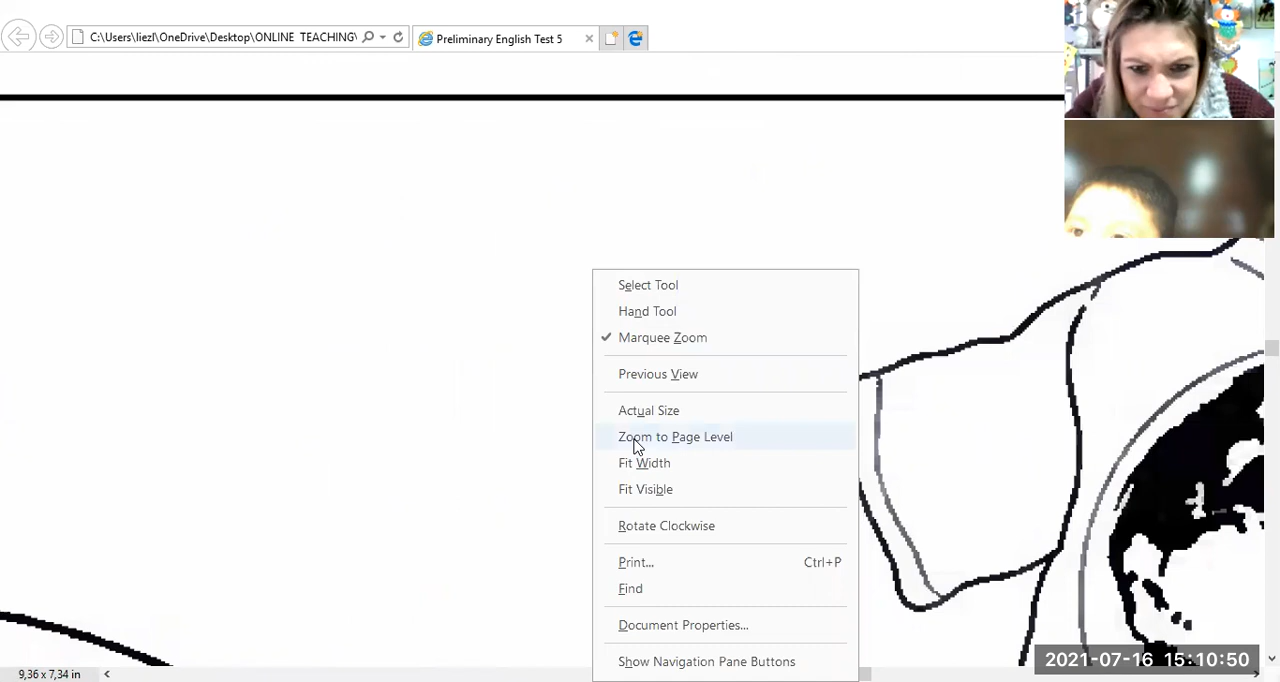 C:\Users\liezl\OneDrive\Desktop\ONLINE TEACHING\
Preliminary English Test 5
Select Tool
Hand Tool
Marquee Zoom
Previous View
Actual Size
Zoom to Page Level
Fit Width
Fit Visible
Rotate Clockwise
Print... Ctrl+P
Find
Document Properties...
Show Navigation Pane Buttons
9,36 x 7,34 in
2021-07-16 15:10:50